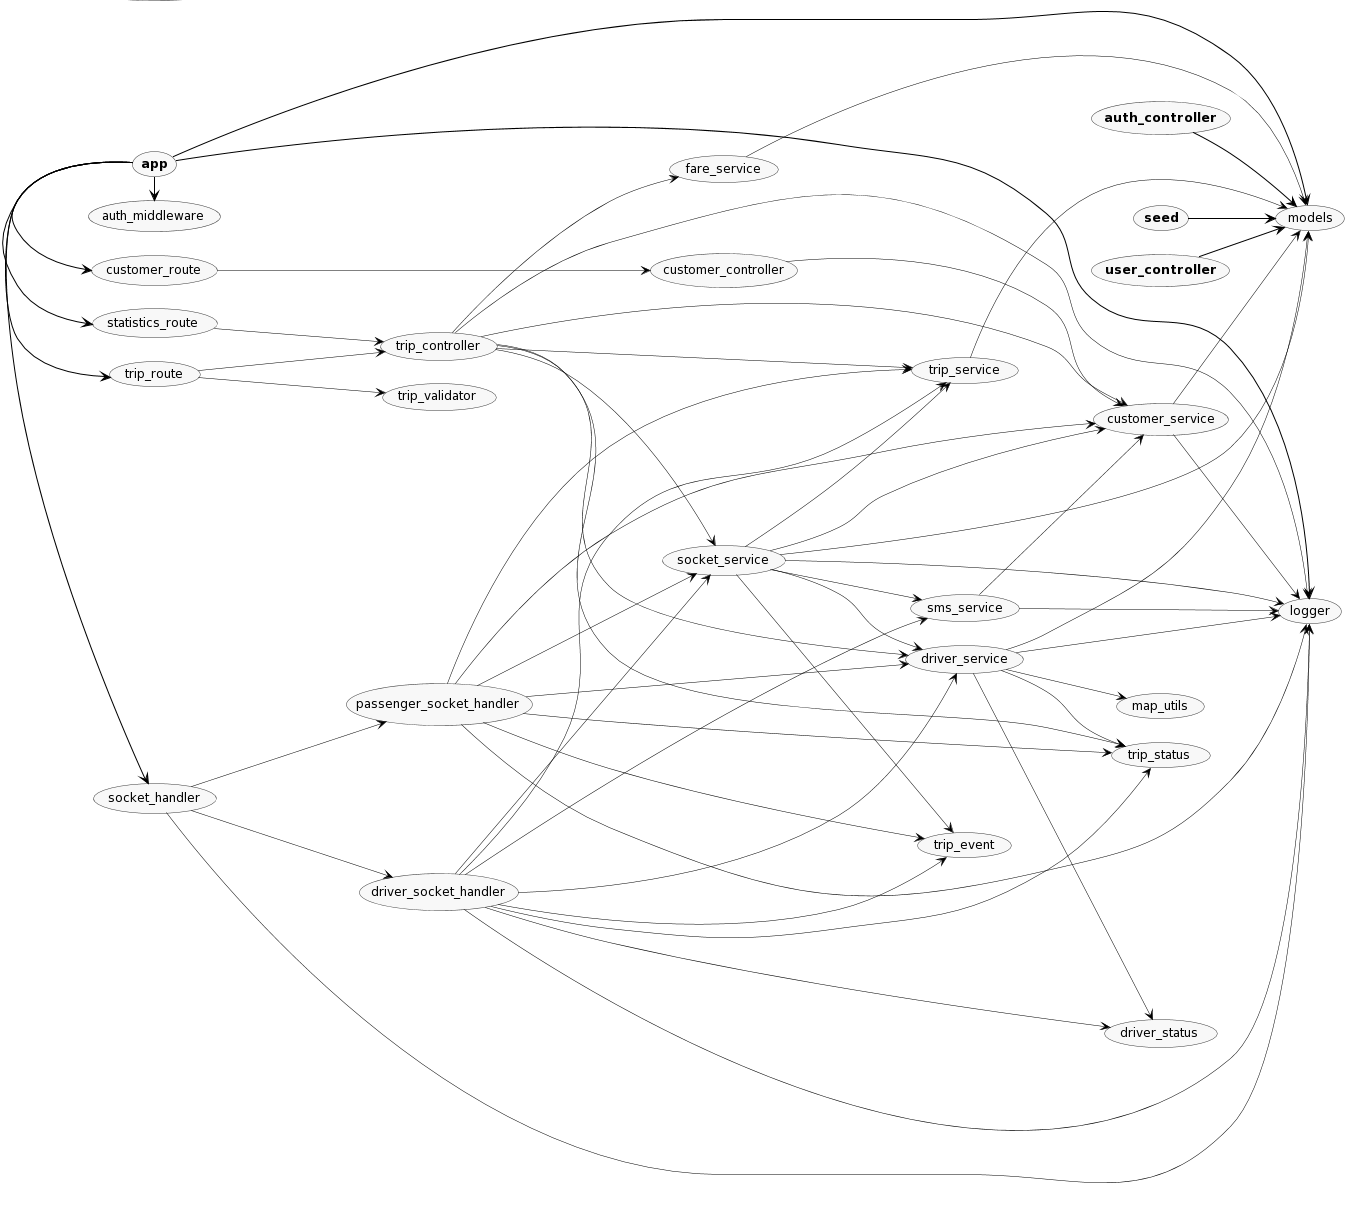 auth_controller
app
fare_service
auth_middleware
seed
models
customer_route
customer_controller
user_controller
statistics_route
trip_controller
trip_route
trip_service
trip_validator
customer_service
socket_service
sms_service
logger
driver_service
passenger_socket_handler
map_utils
trip_status
socket_handler
trip_event
driver_socket_handler
driver_status